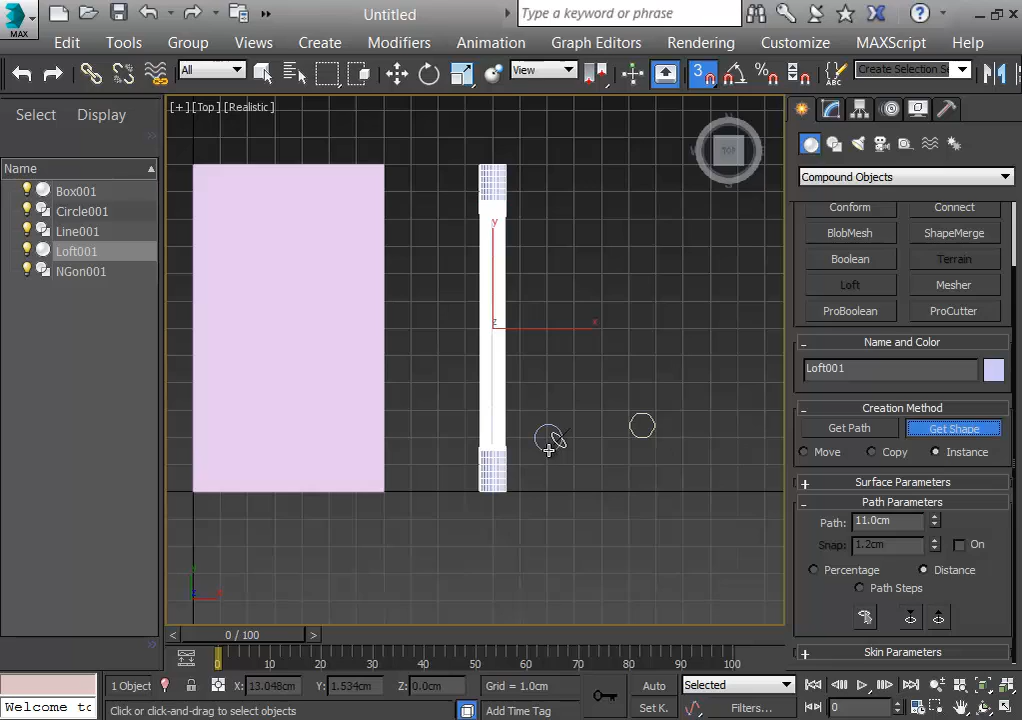 MAX
Untitled
Type a keyword or phrase
Edit Tools Group Views Create Modifiers Animation Graph Editors Rendering Customize MAXScript Help
All
View
3
%
ABC
Create Selection Se
Select Display
Name
Box001
Circle001
Line001
Loft001
NGon001
[+] [Top] [Realistic]
TOP
y
z x
Compound Objects
Conform Connect
BlobMesh ShapeMerge
Boolean Terrain
Loft Mesher
ProBoolean ProCutter
- Name and Color
Loft001
- Creation Method
Get Path Get Shape
Move Copy Instance
+ Surface Parameters
- Path Parameters
Path: 11.0cm
Snap: 1.2cm On
Percentage Distance
Path Steps
+ Skin Parameters
< 0 / 100 >
0 10 20 30 40 50 60 70 80 90 100
1 Object X: 13.048cm Y: 1.534cm Z: 0.0cm Grid = 1.0cm Auto Selected
Welcome to Click or click-and-drag to select objects Add Time Tag Set K. Filters... 0